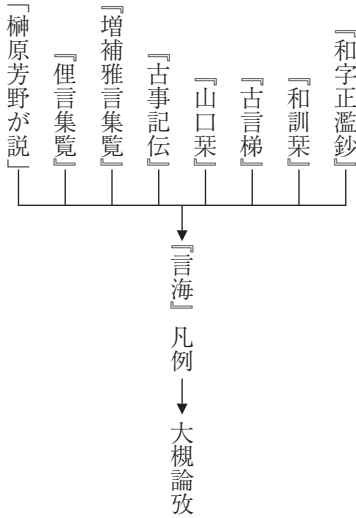 『和字正濫鈔』
『和訓栞』
『古言梯』
『山口栞』
『古事記伝』
『増補雅言集覧』
『俚言集覧』
「榊原芳野が説」
『言海』凡例
大槻論攷